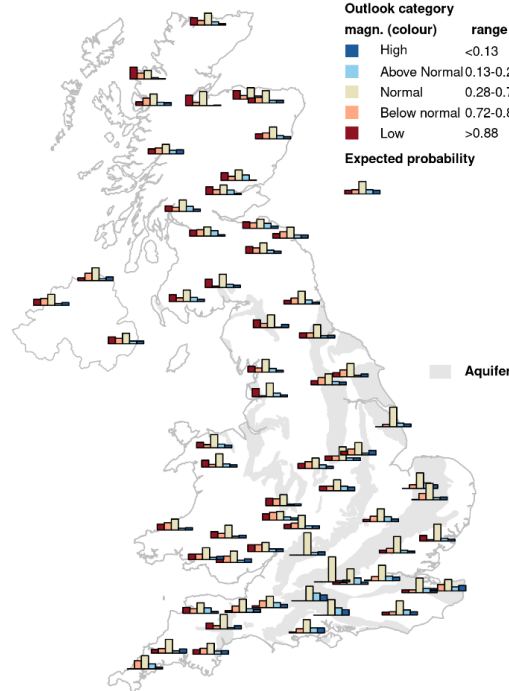 Outlook category
magn. (colour) range
High <0.13
Above Normal 0.13-0.2
Normal 0.28-0.7
Below normal 0.72-0.8
Low >0.88
Expected probability
Aquifer